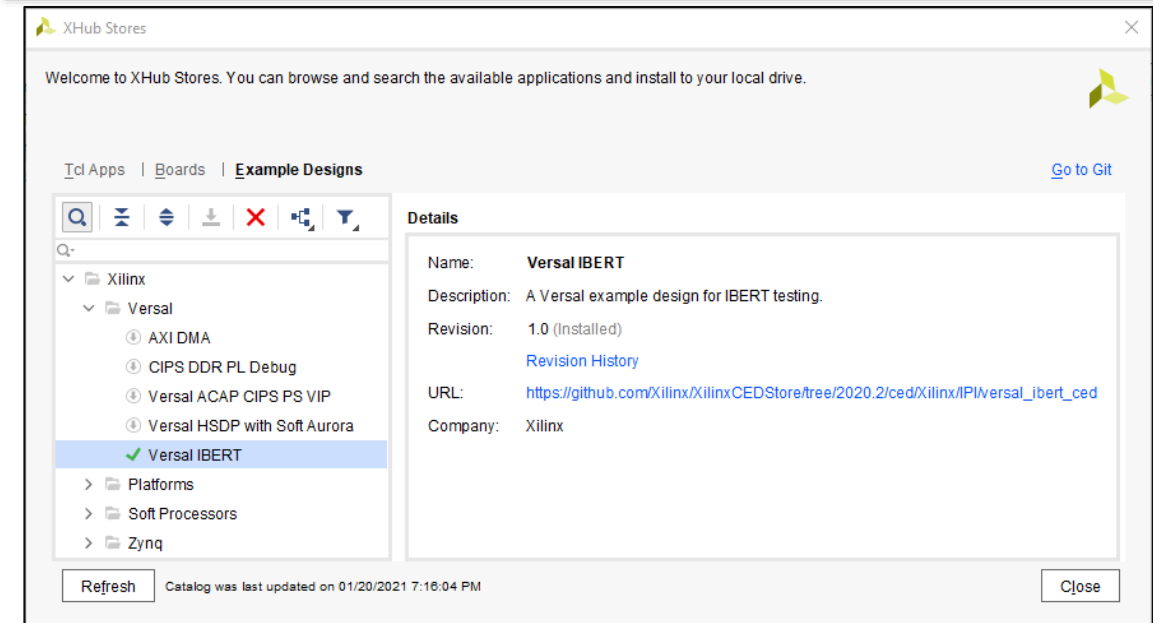 XHub Stores
Welcome to XHub Stores. You can browse and search the available applications and install to your local drive.
Tcl Apps | Boards | Example Designs
Go to Git
Details
Xilinx
Versal
AXI DMA
CIPS DDR PL Debug
Versal ACAP CIPS PS VIP
Versal HSDP with Soft Aurora
Versal IBERT
Platforms
Soft Processors
Zynq
Name: Versal IBERT
Description: A Versal example design for IBERT testing.
Revision: 1.0 (Installed)
Revision History
URL: https://github.com/Xilinx/XilinxCEDStore/tree/2020.2/ced/Xilinx/IPI/versal_ibert_ced
Company: Xilinx
Refresh
Catalog was last updated on 01/20/2021 7:16:04 PM
Close